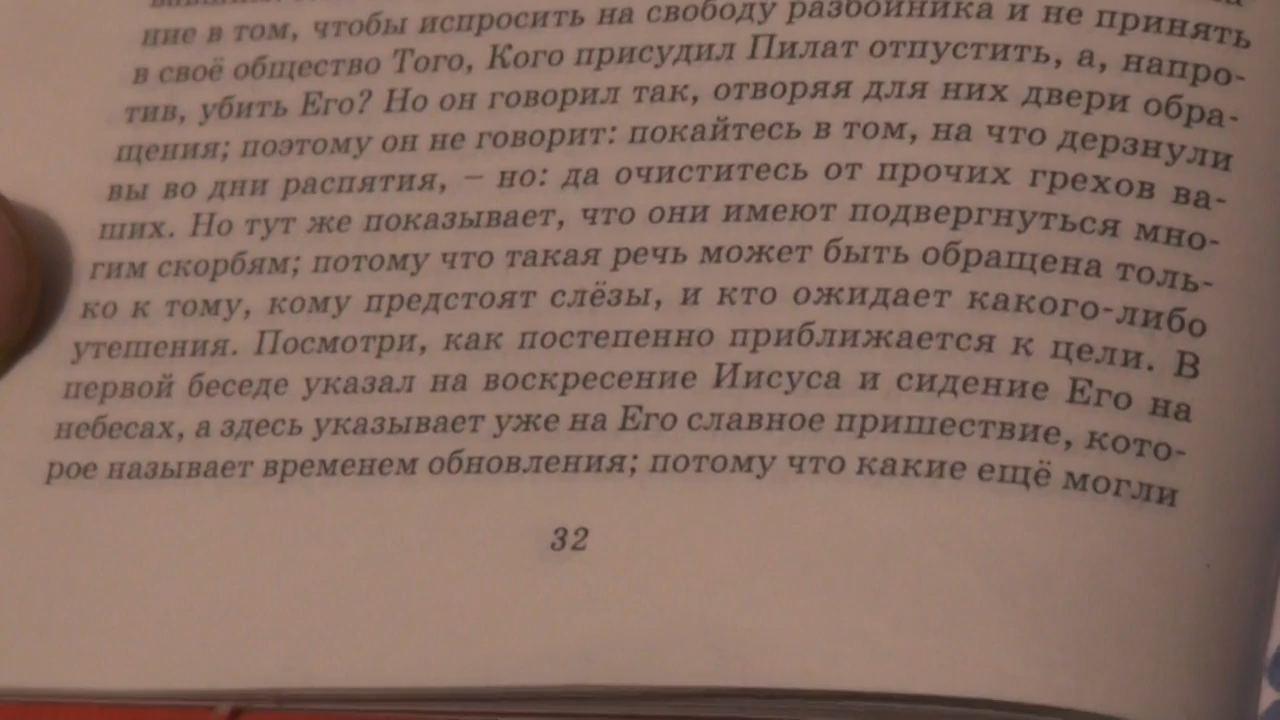 ние в том, чтобы испросить на свободу разбойника и не принять
в своё общество Того, Кого присудил Пилат отпустить, а, напро-
тив, убить Его? Но он говорил так, отворяя для них двери обра-
щения; поэтому он не говорит: покайтесь в том, на что дерзнули
вы во дни распятия, – но: да очиститесь от прочих грехов ва-
ших. Но тут же показывает, что они имеют подвергнуться мно-
гим скорбям; потому что такая речь может быть обращена толь-
ко к тому, кому предстоят слёзы, и кто ожидает какого-либо
утешения. Посмотри, как постепенно приближается к цели. В
первой беседе указал на воскресение Иисуса и сидение Его на
небесах, а здесь указывает уже на Его славное пришествие, кото-
рое называет временем обновления; потому что какие ещё могли
32